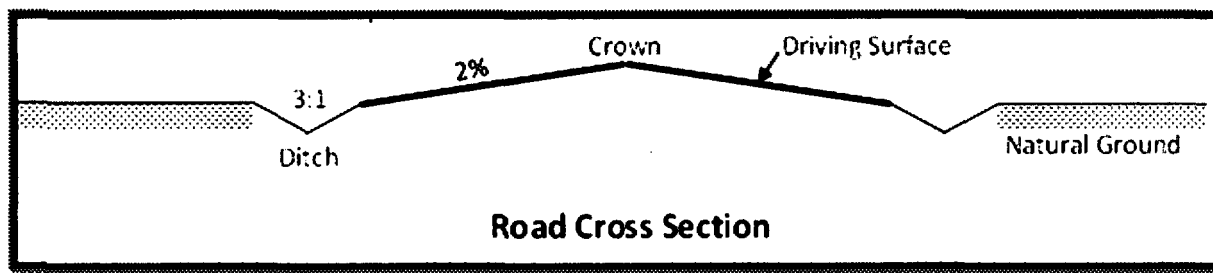 Crown
Driving Surface
2%
3:1
Ditch
Natural Ground
Road Cross Section